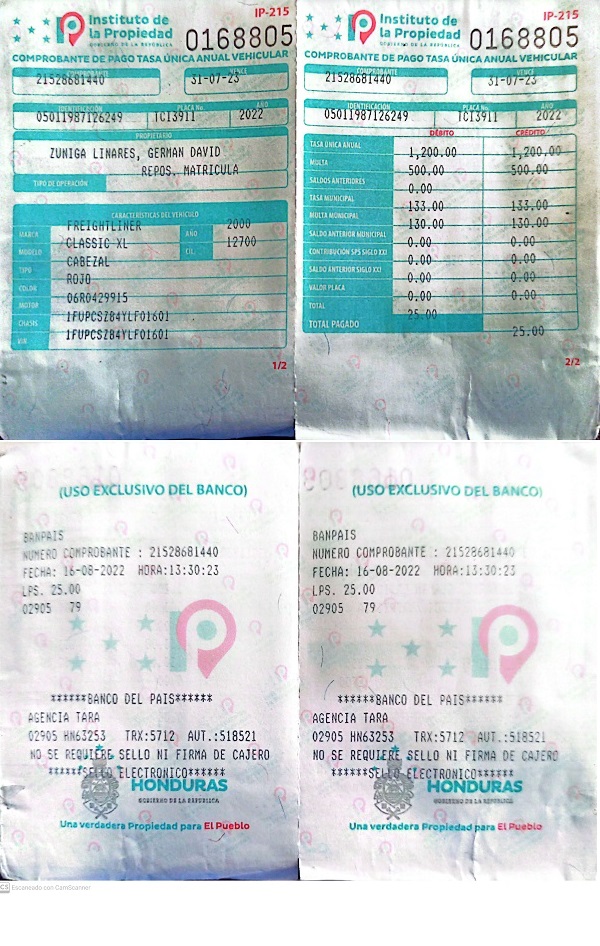 IP-215
Instituto de
la Propiedad
GOBIERNO DE LA REPÚBLICA
0168805
COMPROBANTE DE PAGO TASA ÚNICA ANUAL VEHICULAR
VENCE
21528681440 31-07-23
IDENTIFICACIÓN PLACA No. AÑO
05011987126249 TCI3911 2022
PROPIETARIO
ZUNIGA LINARES, GERMAN DAVID
REPOS. MATRICULA
TIPO DE OPERACIÓN
CARACTERÍSTICAS DEL VEHÍCULO
MARCA FREIGHTLINER AÑO 2000
MODELO CLASSIC XL CIL. 12700
TIPO CABEZAL
COLOR ROJO
MOTOR 06R0429915
CHASIS 1FUPCSZB4YLF01601
VIN 1FUPCSZB4YLF01601
1/2
IP-215
Instituto de
la Propiedad
GOBIERNO DE LA REPÚBLICA
0168805
COMPROBANTE DE PAGO TASA ÚNICA ANUAL VEHICULAR
COMPROBANTE VENCE
21528681440 31-07-23
IDENTIFICACIÓN PLACA No. AÑO
05011987126249 TCI3911 2022
DÉBITO CRÉDITO
TASA ÚNICA ANUAL 1,200.00 1,200.00
MULTA 500.00 500.00
SALDOS ANTERIORES 0.00
TASA MUNICIPAL 133.00 133.00
MULTA MUNICIPAL 130.00 130.00
SALDO ANTERIOR MUNICIPAL 0.00 0.00
CONTRIBUCIÓN SPS SIGLO XXI 0.00 0.00
SALDO ANTERIOR SIGLO XXI 0.00 0.00
VALOR PLACA 0.00 0.00
TOTAL 25.00
TOTAL PAGADO 25.00
2/2
(USO EXCLUSIVO DEL BANCO)
BANPAIS
NUMERO COMPROBANTE : 21528681440
FECHA: 16-08-2022 HORA:13:30:23
LPS. 25.00
02905 79
******BANCO DEL PAIS******
AGENCIA TARA
02905 HN63253 TRX:5712 AUT.:518521
NO SE REQUIERE SELLO NI FIRMA DE CAJERO
******SELLO ELECTRONICO******
HONDURAS
GOBIERNO DE LA REPÚBLICA
Una verdadera Propiedad para El Pueblo
(USO EXCLUSIVO DEL BANCO)
BANPAIS
NUMERO COMPROBANTE : 21528681440
FECHA: 16-08-2022 HORA:13:30:23
LPS. 25.00
02905 79
******BANCO DEL PAIS******
AGENCIA TARA
02905 HN63253 TRX:5712 AUT.:518521
NO SE REQUIERE SELLO NI FIRMA DE CAJERO
******SELLO ELECTRONICO******
HONDURAS
GOBIERNO DE LA REPÚBLICA
Una verdadera Propiedad para El Pueblo
CS Escaneado con CamScanner